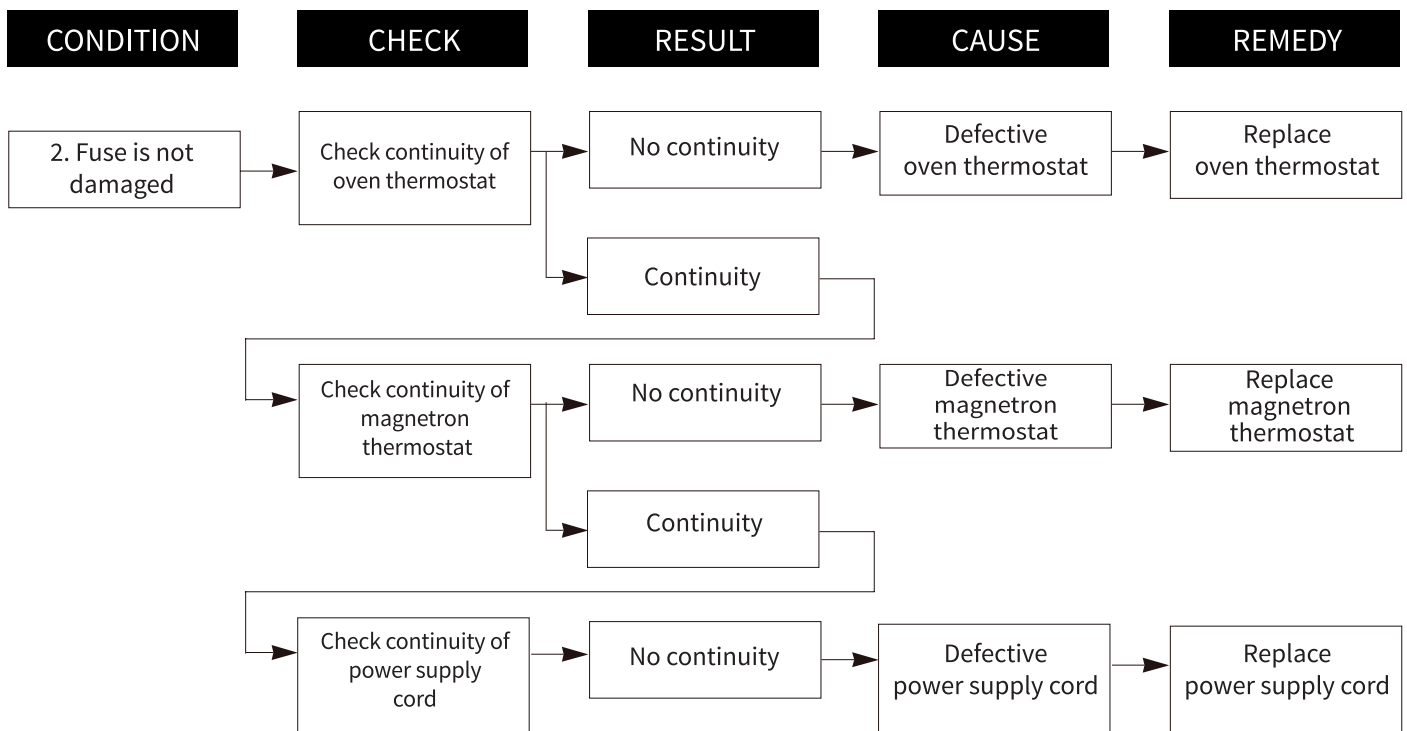 CONDITION
CHECK
RESULT
CAUSE
REMEDY
2. Fuse is not
damaged
Check continuity of
oven thermostat
No continuity
Defective
oven thermostat
Replace
oven thermostat
Continuity
Check continuity of
magnetron
thermostat
No continuity
Defective
magnetron
thermostat
Replace
magnetron
thermostat
Continuity
Check continuity of
power supply
cord
No continuity
Defective
power supply cord
Replace
power supply cord